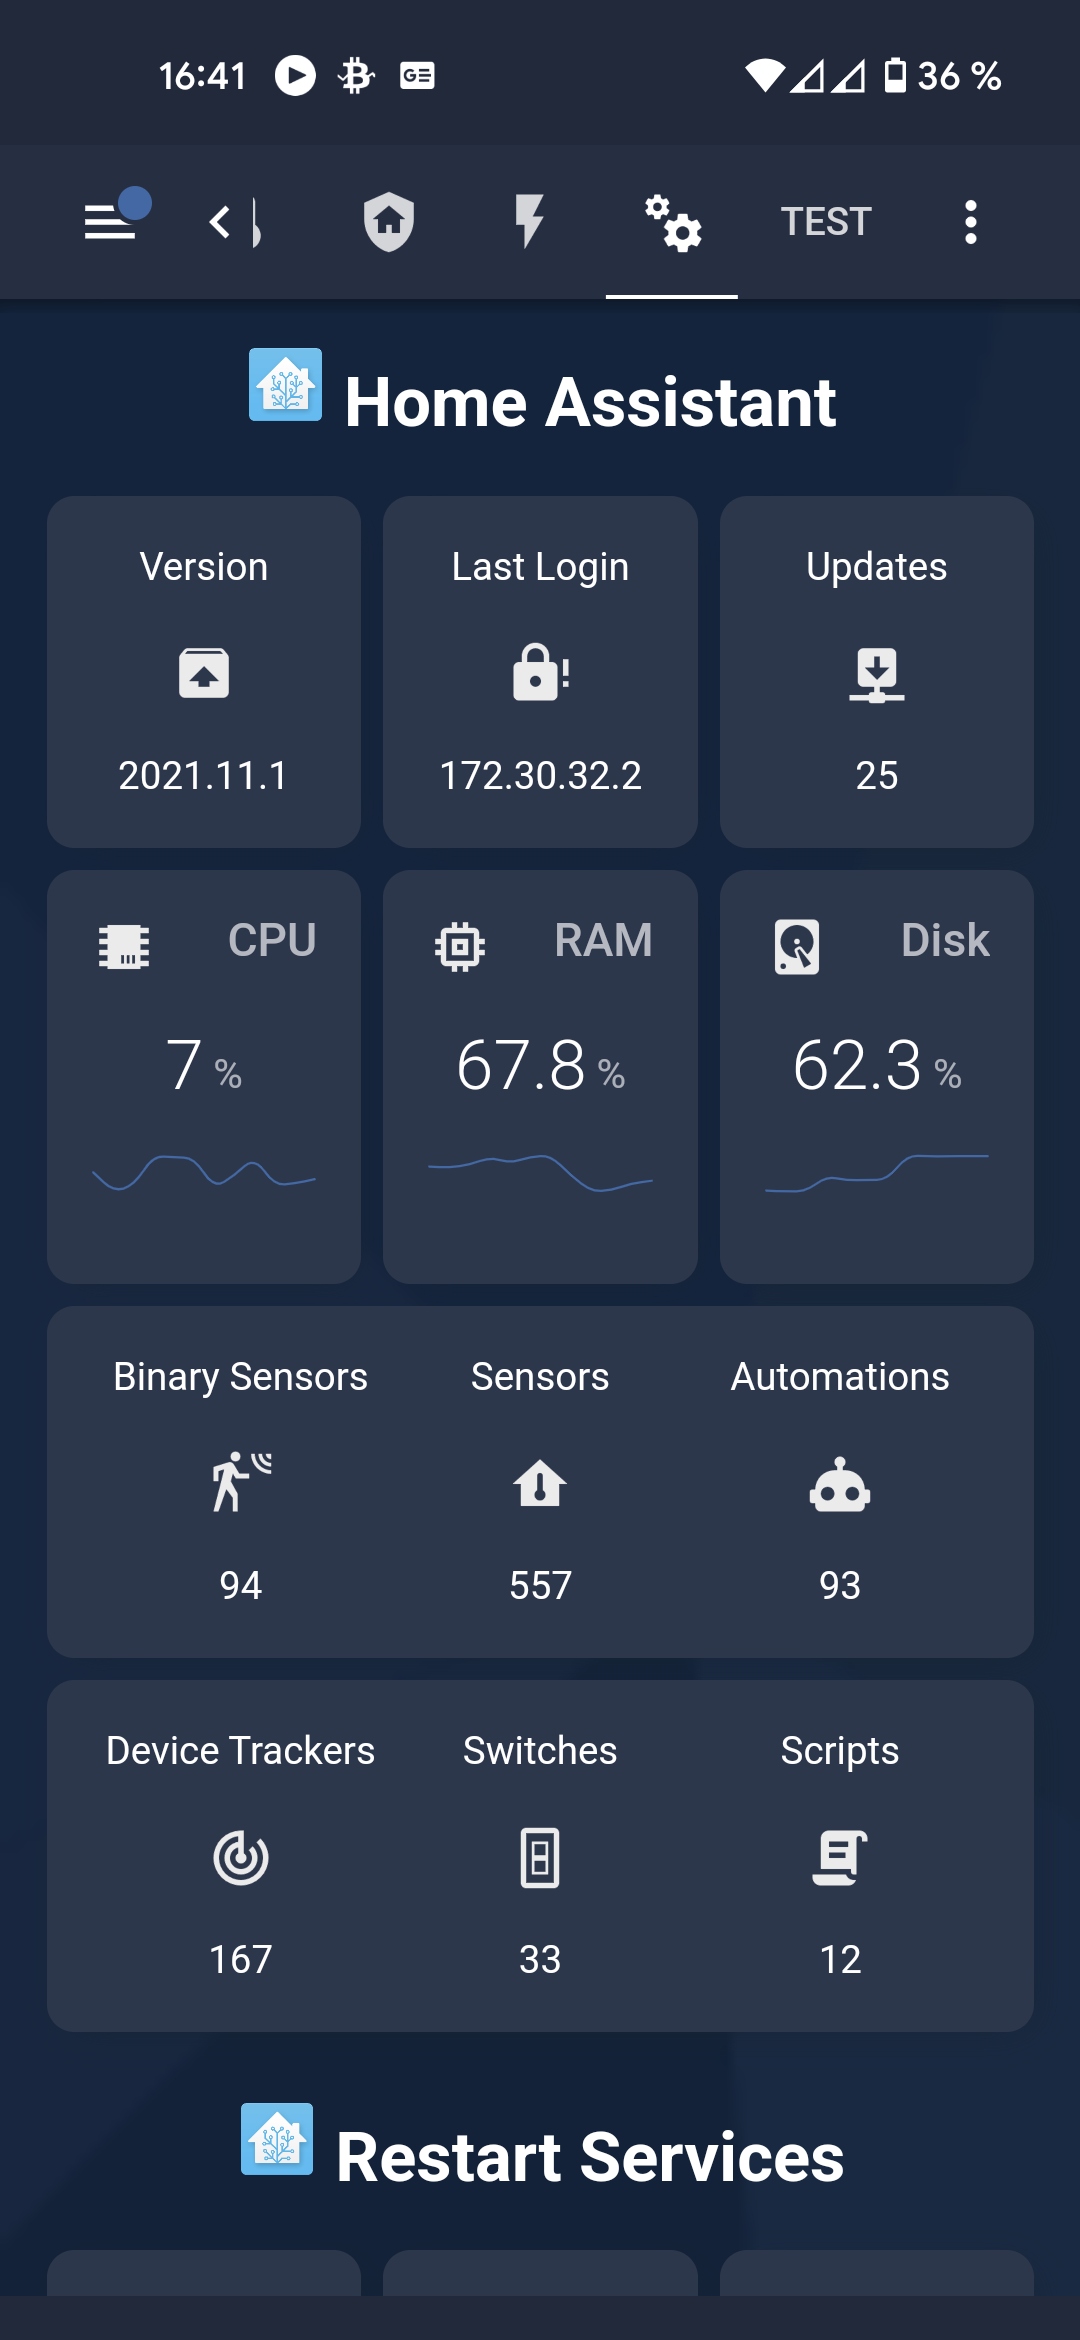 16:41 36 %
TEST
Home Assistant
Version Last Login Updates
2021.11.1 172.30.32.2 25
CPU RAM Disk
7 % 67.8 % 62.3 %
Binary Sensors Sensors Automations
94 557 93
Device Trackers Switches Scripts
167 33 12
Restart Services